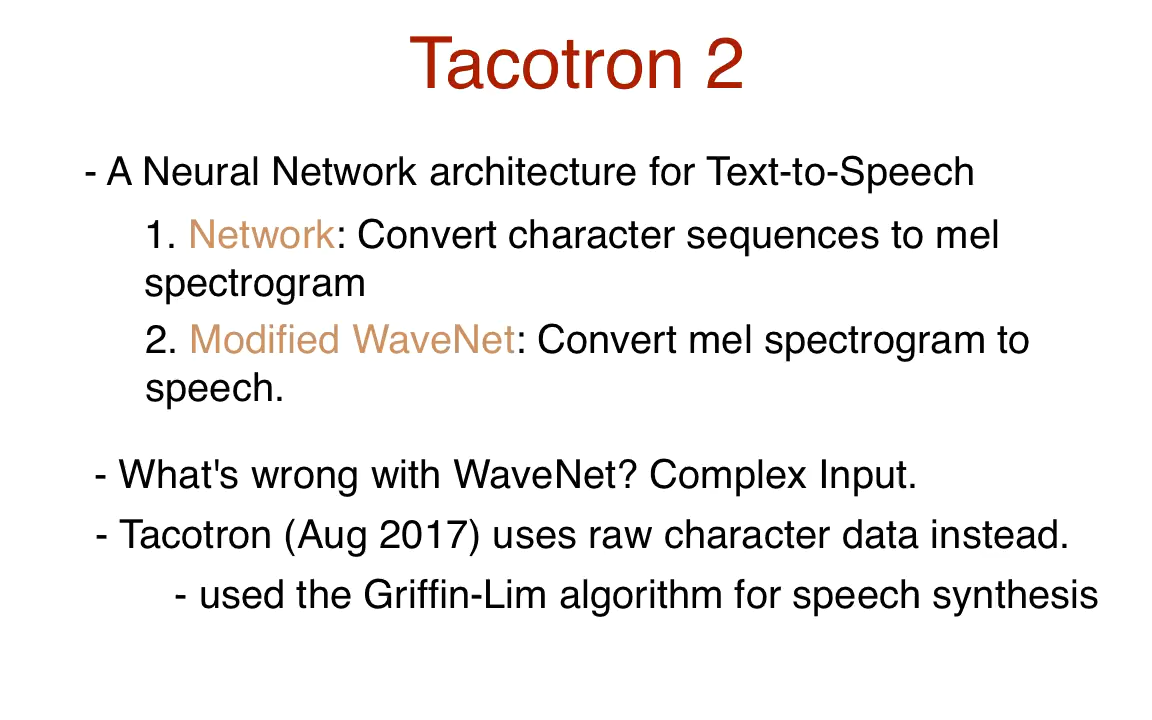 Tacotron 2
- A Neural Network architecture for Text-to-Speech
1. Network: Convert character sequences to mel
spectrogram
2. Modified WaveNet: Convert mel spectrogram to
speech.
- What's wrong with WaveNet? Complex Input.
- Tacotron (Aug 2017) uses raw character data instead.
- used the Griffin-Lim algorithm for speech synthesis